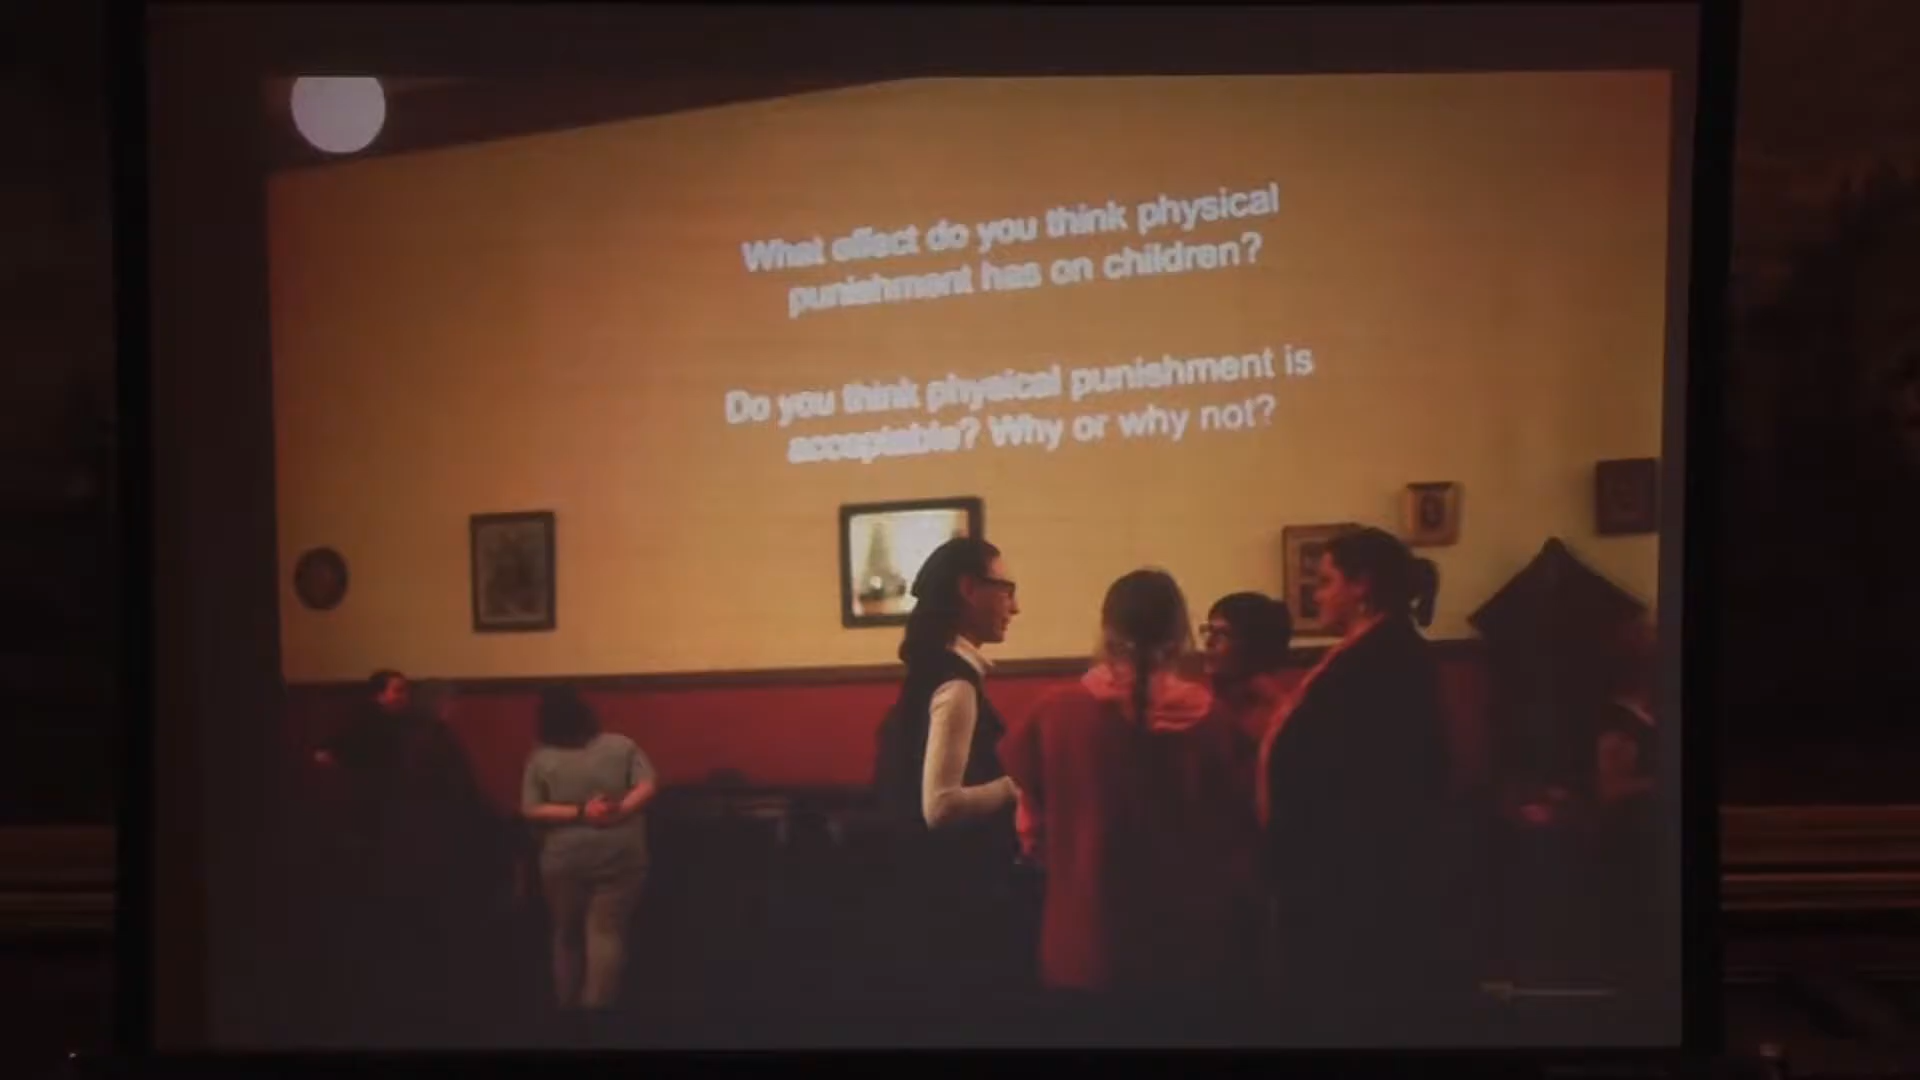 What effect do you think physical
punishment has on children?
Do you think physical punishment is
acceptable? Why or why not?